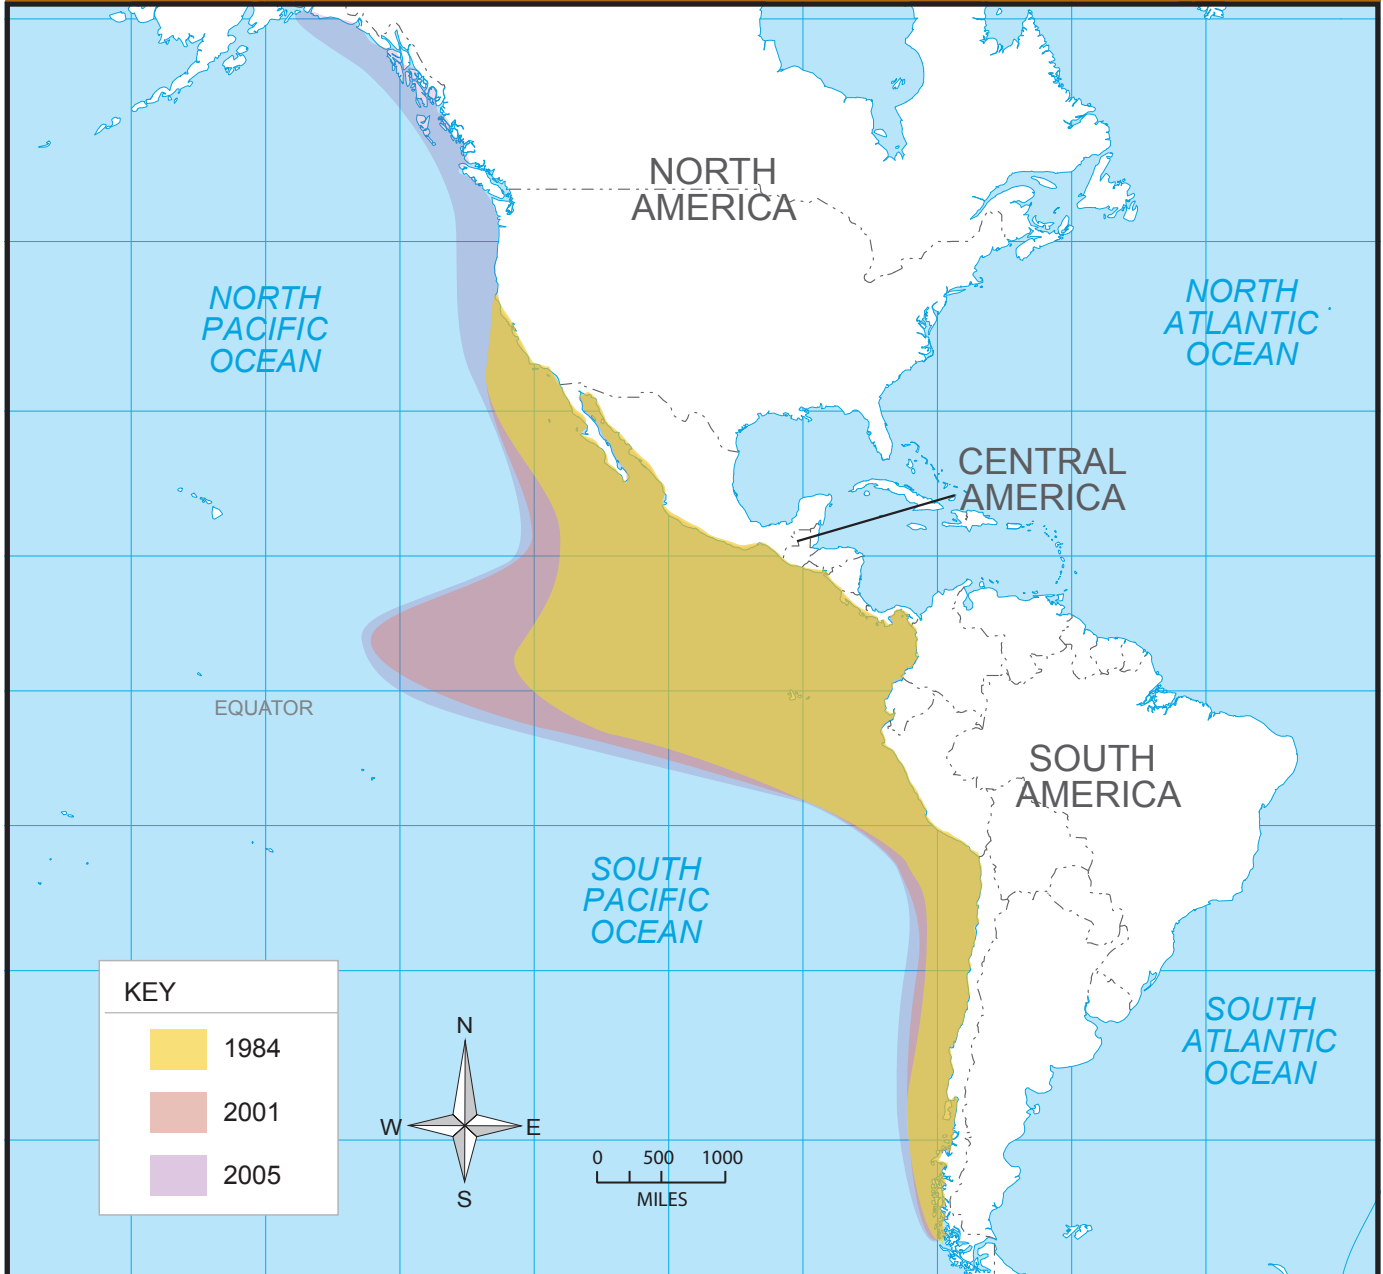 NORTH
AMERICA
NORTH
PACIFIC
OCEAN
NORTH
ATLANTIC
OCEAN
CENTRAL
AMERICA
EQUATOR
SOUTH
AMERICA
SOUTH
PACIFIC
OCEAN
SOUTH
ATLANTIC
OCEAN
KEY
1984
2001
2005
N
W E
S
0 500 1000
MILES